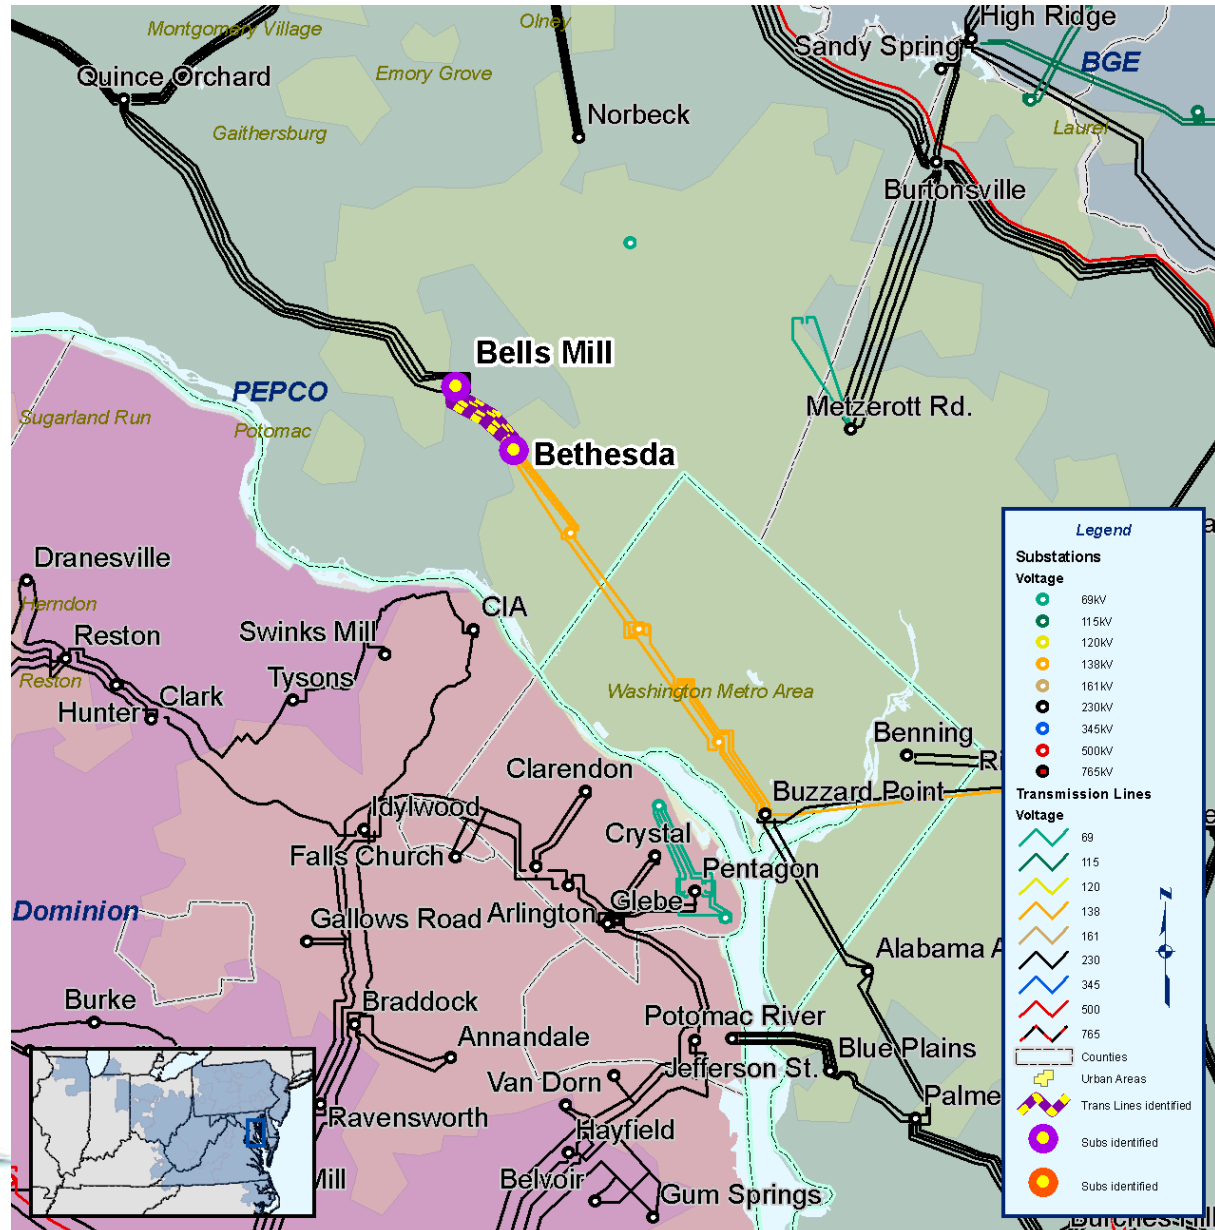 High Ridge
Montgomery Village
Olney
Sandy Spring
BGE
Quince Orchard
Emory Grove
Norbeck
Gaithersburg
Laurel
Burtonsville
Bells Mill
PEPCO
Metzerott Rd.
Sugarland Run
Potomac
Bethesda
Dranesville
Herndon
CIA
Reston
Swinks Mill
Reston
Tysons
Clark
Hunter
Washington Metro Area
Benning
Clarendon
Buzzard Point
Idylwood
Crystal
Falls Church
Pentagon
Glebe
Dominion
Gallows Road
Arlington
Alabama A
Burke
Braddock
Annandale
Potomac River
Blue Plains
Jefferson St.
Van Dorn
Palme
Ravensworth
Hayfield
Mill
Belvoir
Gum Springs
Legend
Substations
Voltage
69kV
115kV
120kV
138kV
161kV
230kV
345kV
500kV
765kV
Transmission Lines
Voltage
69
115
120
138
161
230
345
500
765
Counties
Urban Areas
Trans Lines identified
Subs identified
Subs identified
N